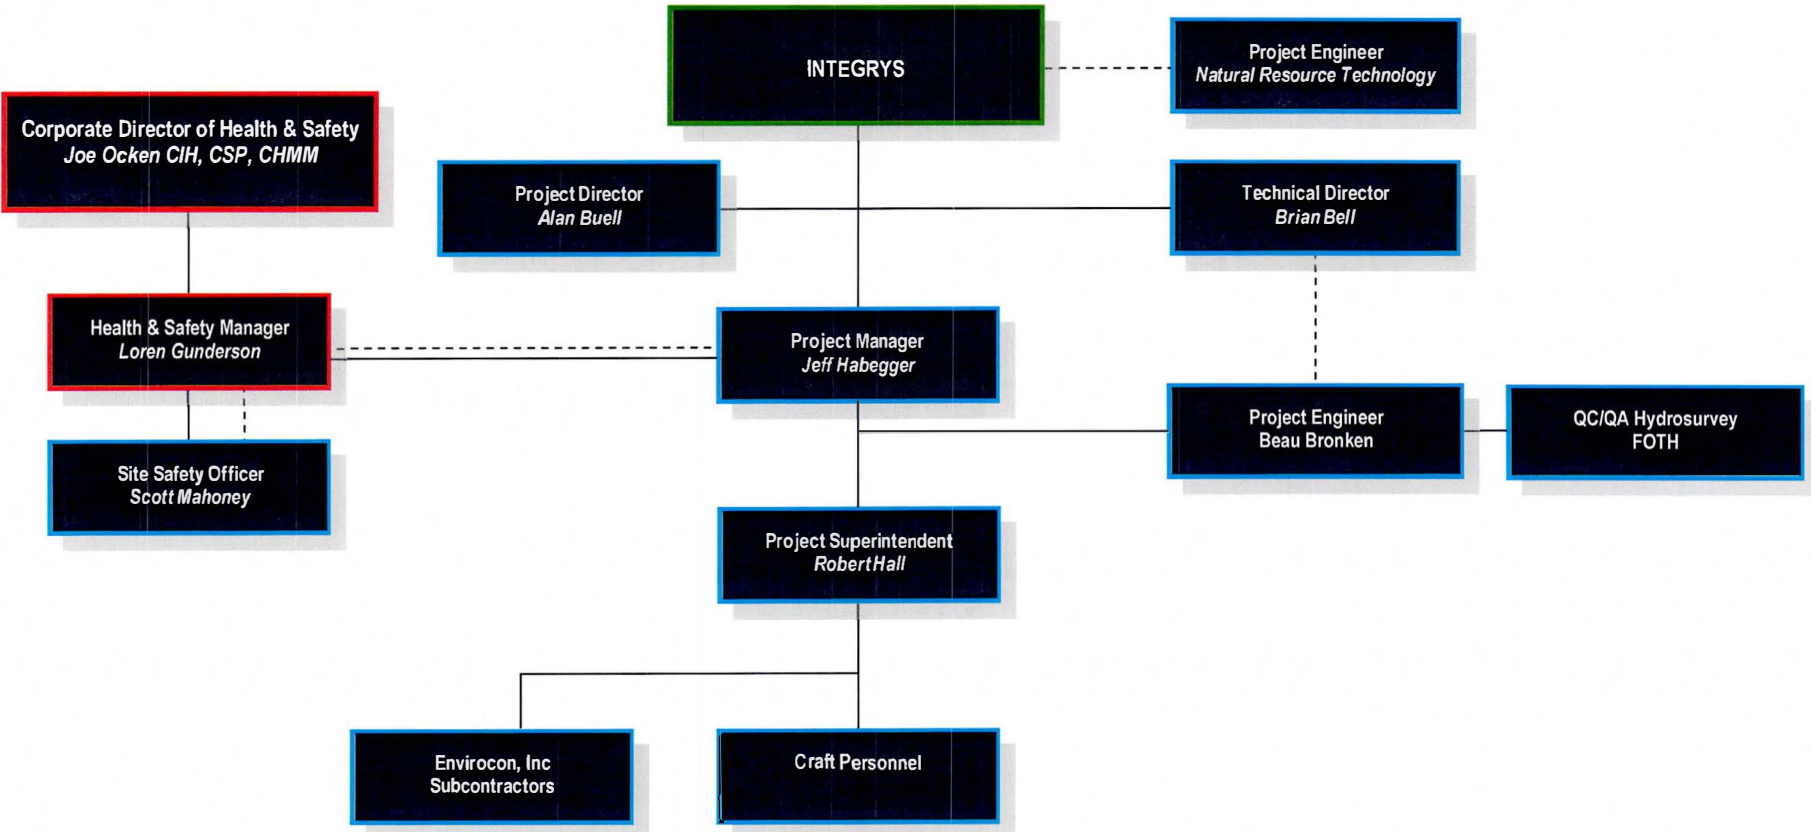 INTEGRYS
Project Engineer
Natural Resource Technology
Corporate Director of Health & Safety
Joe Ocken CIH, CSP, CHMM
Project Director
Alan Buell
Technical Director
Brian Bell
Health & Safety Manager
Loren Gunderson
Project Manager
Jeff Habegger
Project Engineer
Beau Bronken
QC/QA Hydrosurvey
FOTH
Site Safety Officer
Scott Mahoney
Project Superintendent
Robert Hall
Envirocon, Inc
Subcontractors
Craft Personnel